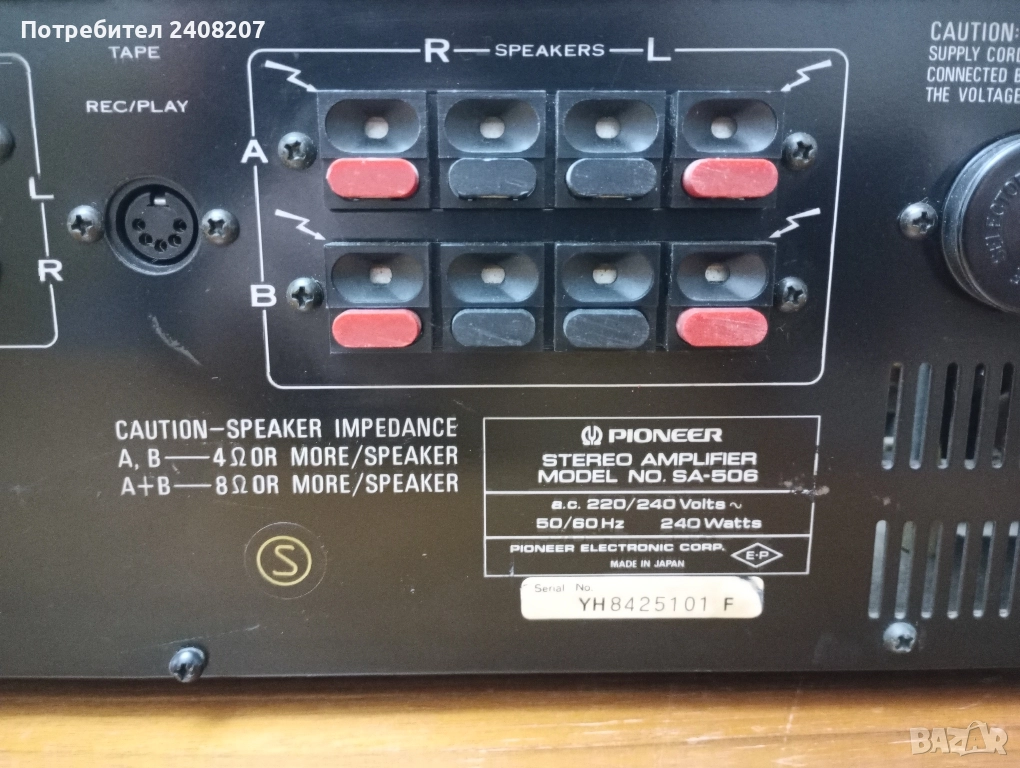 Потребител 2408207
TAPE
REC/PLAY
L
R
R SPEAKERS L
A
B
CAUTION:
SUPPLY CORD
CONNECTED
THE VOLTAGE
CAUTION–SPEAKER IMPEDANCE
A, B — 4Ω OR MORE/SPEAKER
A+B — 8Ω OR MORE/SPEAKER
S
PIONEER
STEREO AMPLIFIER
MODEL NO. SA-506
a.c. 220/240 Volts ~
50/60 Hz 240 Watts
PIONEER ELECTRONIC CORP.
E·P
MADE IN JAPAN
Serial No.
YH8425101 F
BAZAR